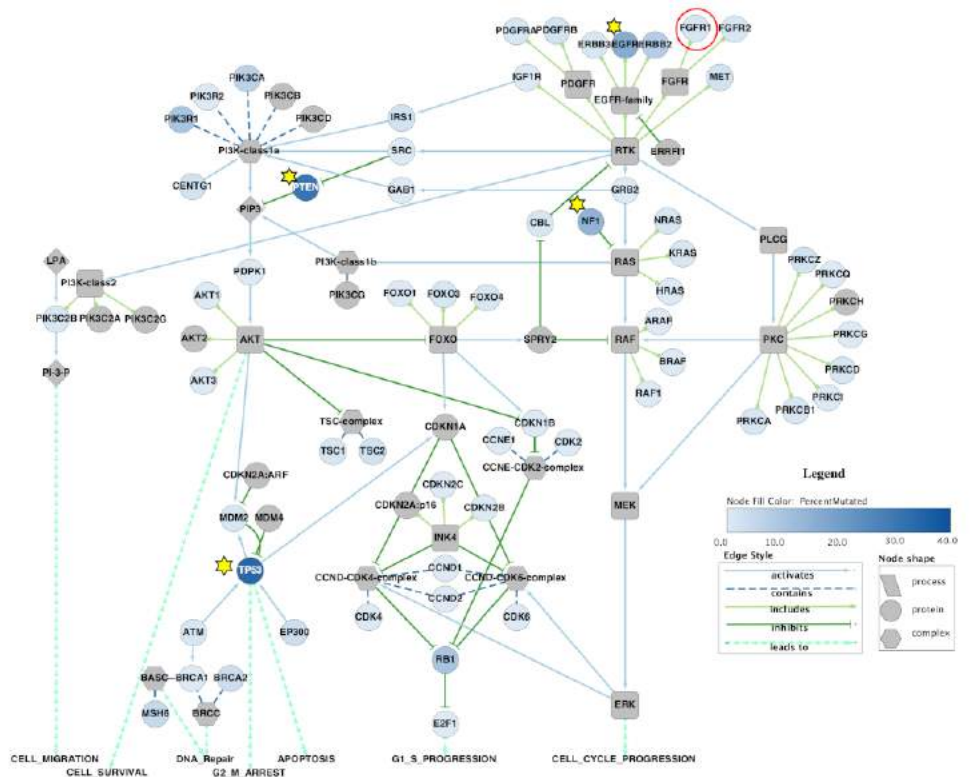 FGFR1
PDGFRA PDGFRB FGFR2
ERBB3 EGFR ERBB2
PIK3CA IGF1R PDGFR FGFR MET
PIK3R2 PIK3CB EGFR-family
PIK3R1 PIK3CD IRS1
PI3K-class1a SRC RTK ERRFI1
CENTG1 PTEN GAB1 GRB2
PIP3 CBL NF1 NRAS
PLCG
LPA PI3K-class1b RAS KRAS PRKCZ
PDPK1 PRKCQ
PI3K-class2 PIK3CG HRAS PRKCH
AKT1 FOXO1 FOXO3 FOXO4
PIK3C2B PIK3C2A PIK3C2G ARAF PRKCG
AKT2 AKT FOXO SPRY2 RAF PKC
BRAF PRKCD
PI-3-P AKT3 RAF1 PRKCI
PRKCB1
TSC-complex CDKN1A CDKN1B PRKCA
CCNE1 CDK2
TSC1 TSC2
CCNE-CDK2-complex
CDKN2A:ARF CDKN2C
CDKN2A:p16 CDKN2B
MDM2 MDM4 MEK
INK4
TP53 CCND1
CCND-CDK4-complex CCND-CDK6-complex
CCND2
CDK4 CDK6
ATM EP300
RB1
BASC BRCA1 BRCA2
MSH6 BRCC ERK
E2F1
CELL_MIGRATION DNA_Repair APOPTOSIS G1_S_PROGRESSION CELL_CYCLE_PROGRESSION
CELL_SURVIVAL G2_M_ARREST
Legend
Node Fill Color: PercentMutated
0.0 10.0 20.0 30.0 40.0
Edge Style
activates
contains
includes
inhibits
leads to
Node shape
process
protein
complex